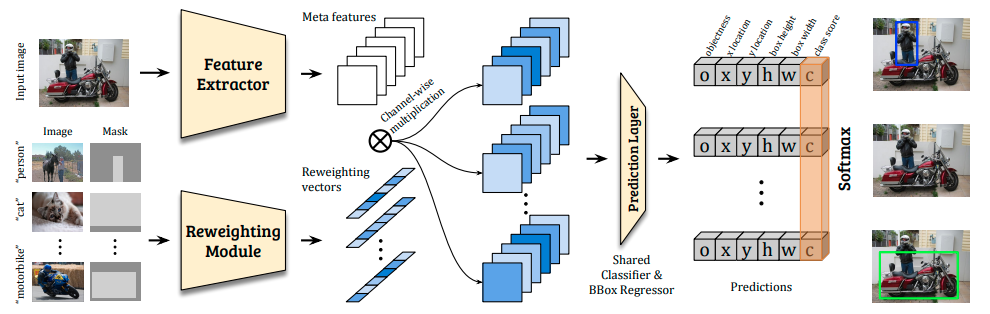 Input image
Feature
Extractor
Meta features
Channel-wise
multiplication
Image
Mask
"person"
"cat"
"motorbike"
Reweighting
Module
Reweighting
vectors
Prediction Layer
Shared
Classifier &
BBox Regressor
objectness
x location
y location
box height
box width
class score
o x y h w c
o x y h w c
o x y h w c
Predictions
Softmax